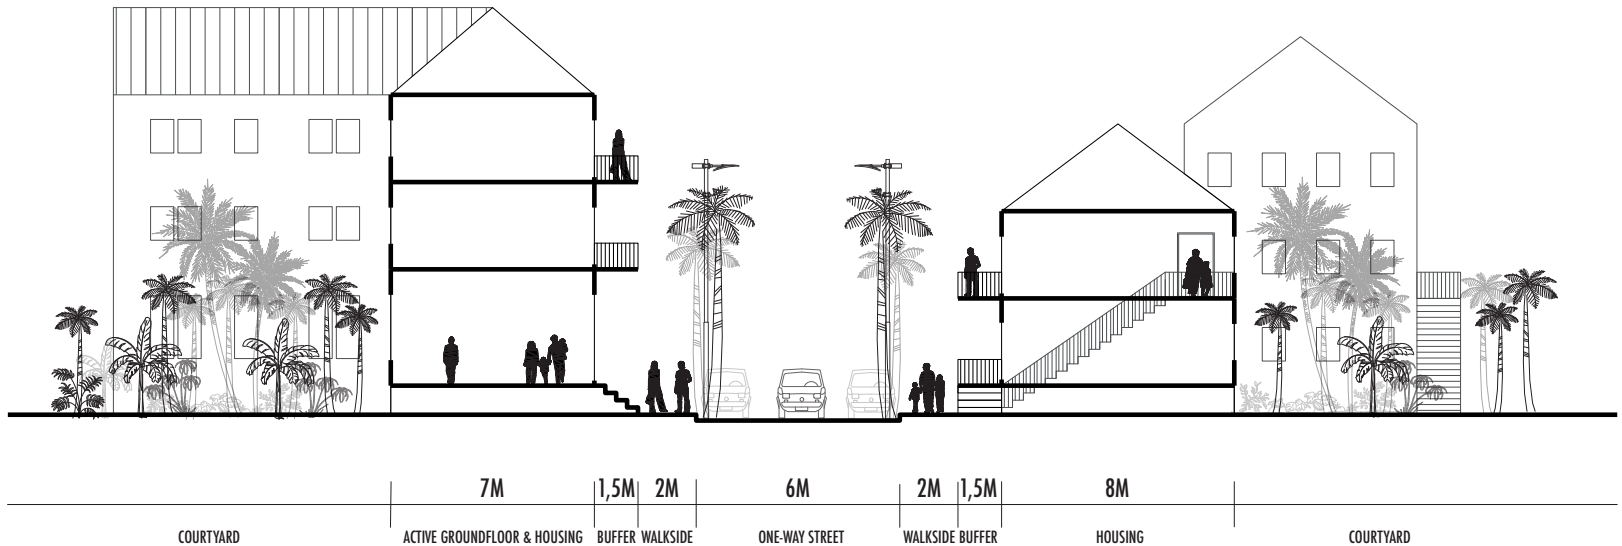 7M 1,5M 2M 6M 2M 1,5M 8M
COURTYARD ACTIVE GROUNDFLOOR & HOUSING BUFFER WALKSIDE ONE-WAY STREET WALKSIDE BUFFER HOUSING COURTYARD